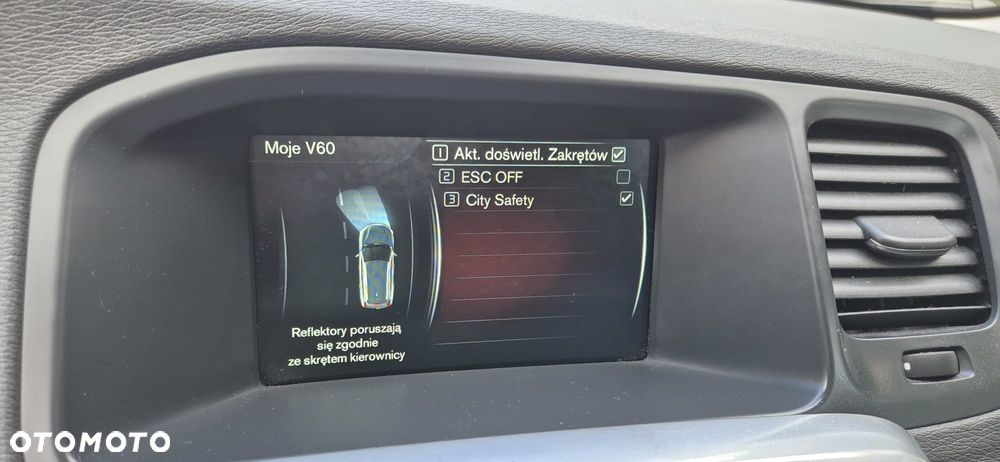 Moje V60
1 Akt. doświetl. Zakrętów
2 ESC OFF
3 City Safety
Reflektory poruszają
się zgodnie
ze skrętem kierownicy
OTOMOTO